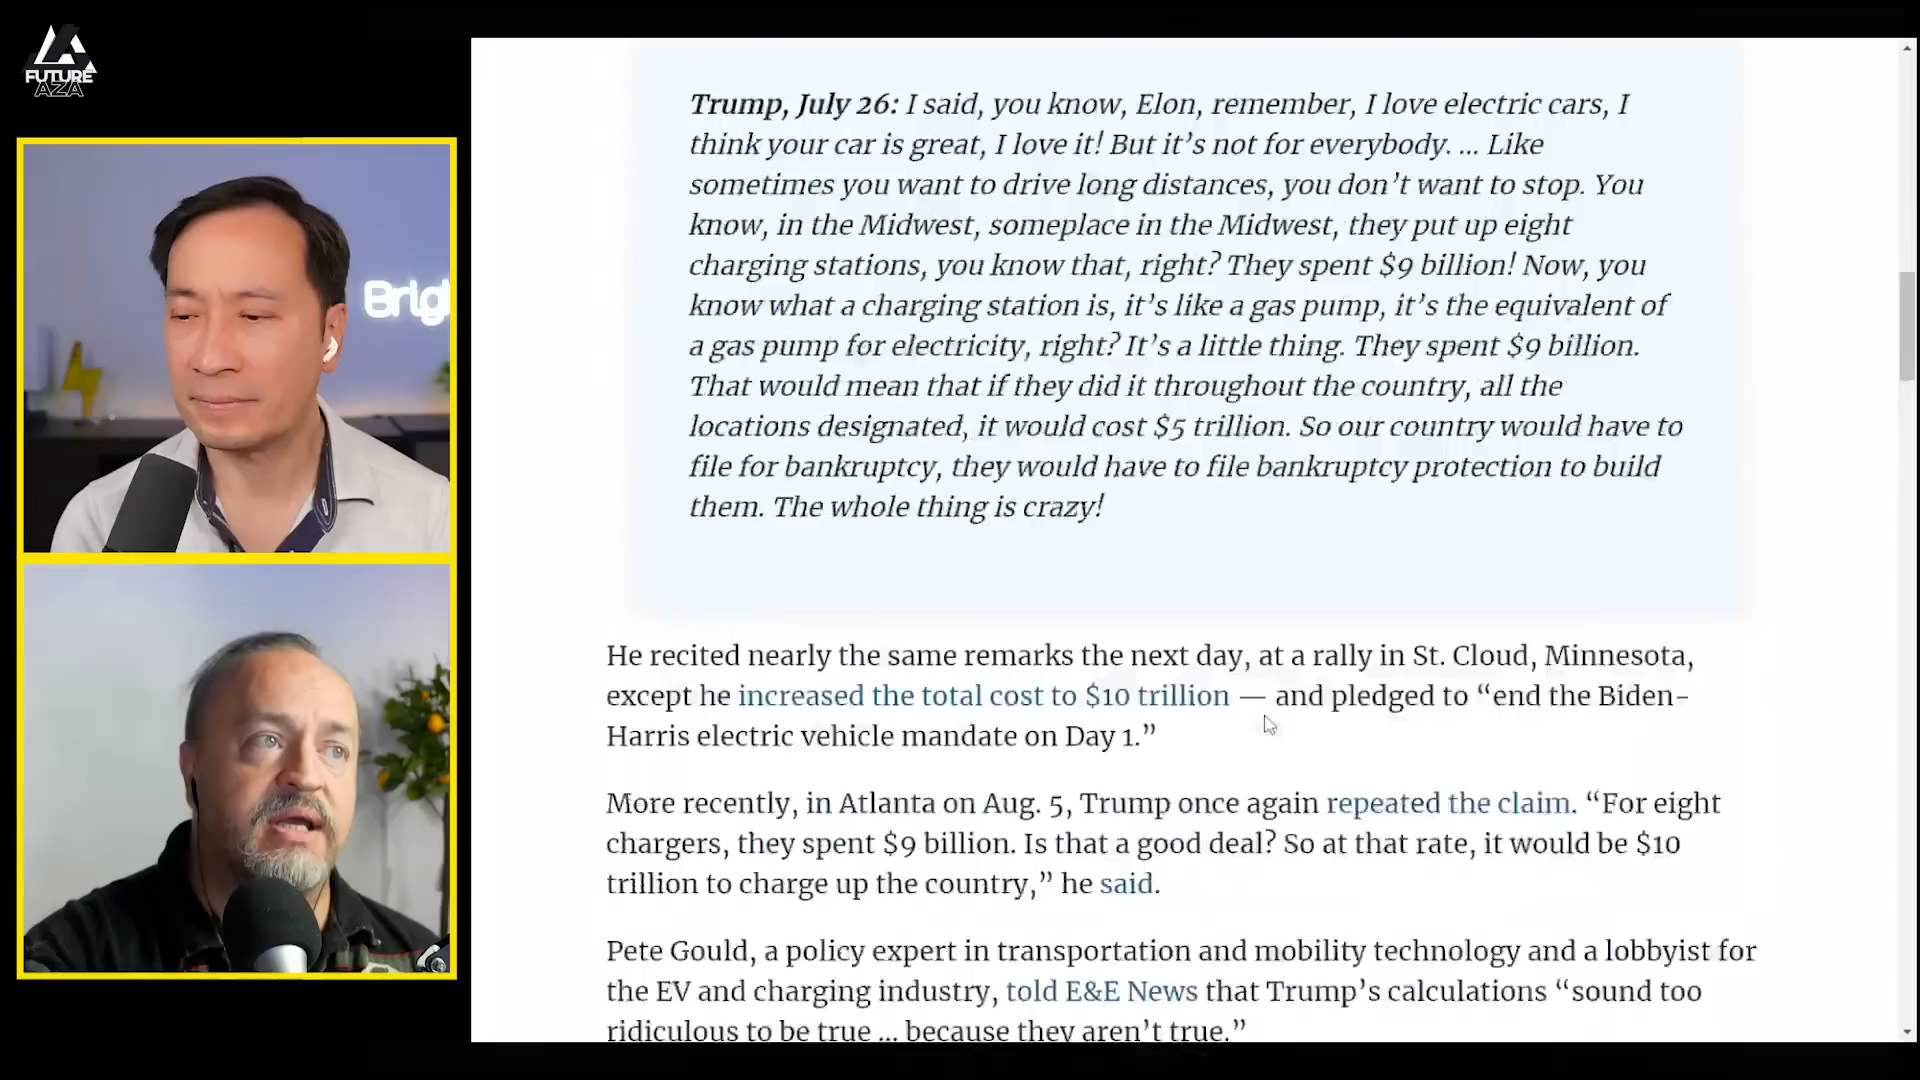 FUTURE
AZA
Brig
Trump, July 26: I said, you know, Elon, remember, I love electric cars, I
think your car is great, I love it! But it’s not for everybody. … Like
sometimes you want to drive long distances, you don’t want to stop. You
know, in the Midwest, someplace in the Midwest, they put up eight
charging stations, you know that, right? They spent $9 billion! Now, you
know what a charging station is, it’s like a gas pump, it’s the equivalent of
a gas pump for electricity, right? It’s a little thing. They spent $9 billion.
That would mean that if they did it throughout the country, all the
locations designated, it would cost $5 trillion. So our country would have to
file for bankruptcy, they would have to file bankruptcy protection to build
them. The whole thing is crazy!
He recited nearly the same remarks the next day, at a rally in St. Cloud, Minnesota,
except he increased the total cost to $10 trillion — and pledged to “end the Biden-
Harris electric vehicle mandate on Day 1.”
More recently, in Atlanta on Aug. 5, Trump once again repeated the claim. “For eight
chargers, they spent $9 billion. Is that a good deal? So at that rate, it would be $10
trillion to charge up the country,” he said.
Pete Gould, a policy expert in transportation and mobility technology and a lobbyist for
the EV and charging industry, told E&E News that Trump’s calculations “sound too
ridiculous to be true … because they aren’t true.”